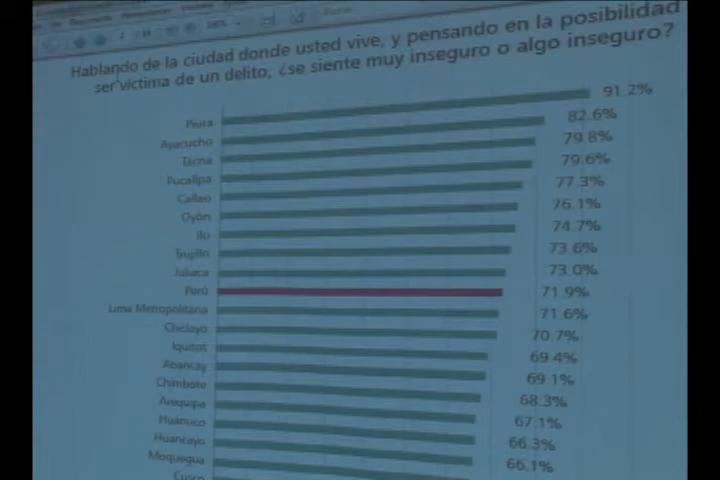 Hablando de la ciudad donde usted vive, y pensando en la posibilidad
ser víctima de un delito, ¿se siente muy inseguro o algo inseguro?
Piura 91.2%
Ayacucho 82.6%
Tacna 79.8%
Pucallpa 79.6%
Callao 77.3%
Oyón 76.1%
Ilo 74.7%
Trujillo 73.6%
Juliaca 73.0%
Perú 71.9%
Lima Metropolitana 71.6%
Chiclayo 70.7%
Iquitos 69.4%
Abancay 69.1%
Chimbote 68.3%
Arequipa 67.1%
Huánuco 66.3%
Huancayo 66.1%
Moquegua
Cusco